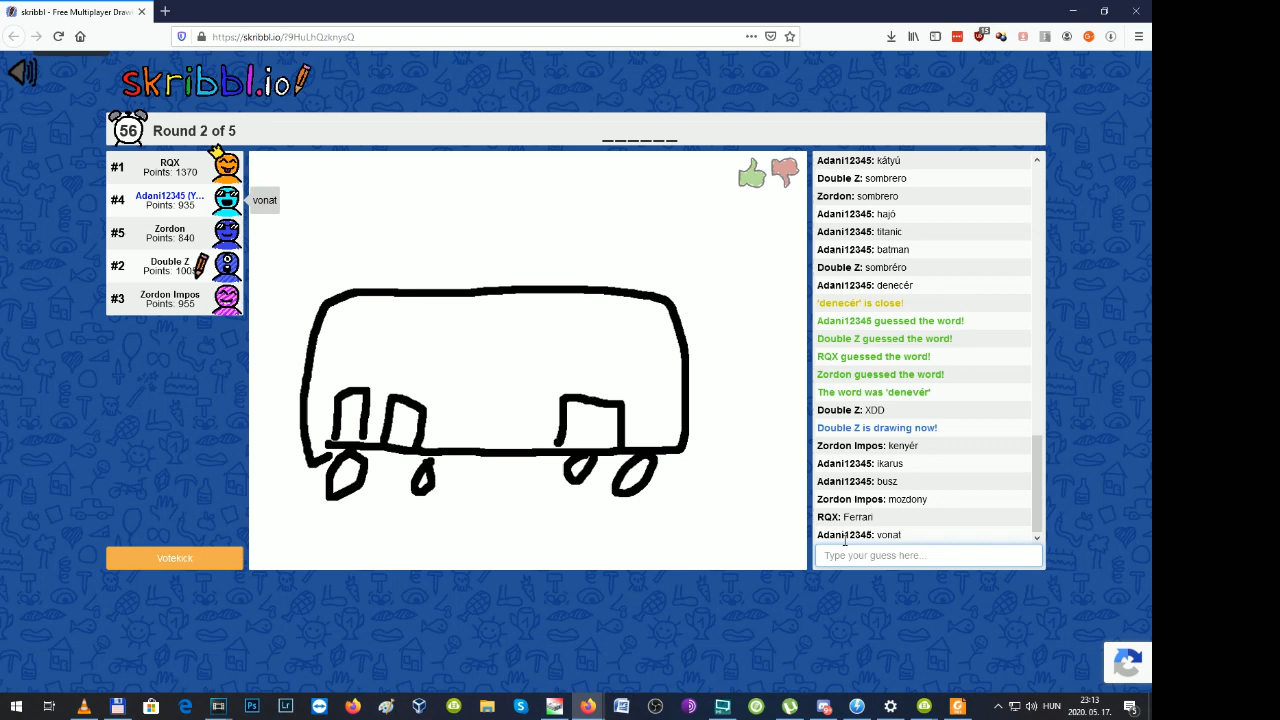 skribbl - Free Multiplayer Draw
https://skribbl.io/?9HuLhQzknysQ
15
skribbl.io
56
Round 2 of 5
______
#1
RQX
Points: 1370
#4
Adani12345 (Y...
Points: 935
vonat
#5
Zordon
Points: 840
#2
Double Z
#3
Zordon Impos
Points: 955
Votekick
Adani12345: kátyú
Double Z: sombrero
Zordon: sombrero
Adani12345: hajó
Adani12345: titanic
Adani12345: batman
Double Z: sombréro
Adani12345: denecér
'denecér' is close!
Adani12345 guessed the word!
Double Z guessed the word!
RQX guessed the word!
Zordon guessed the word!
The word was 'denevér'
Double Z: XDD
Double Z is drawing now!
Zordon Impos: kenyér
Adani12345: ikarus
Adani12345: busz
Zordon Impos: mozdony
RQX: Ferrari
Adani12345: vonat
Type your guess here...
HUN
23:13
2020. 05. 17.